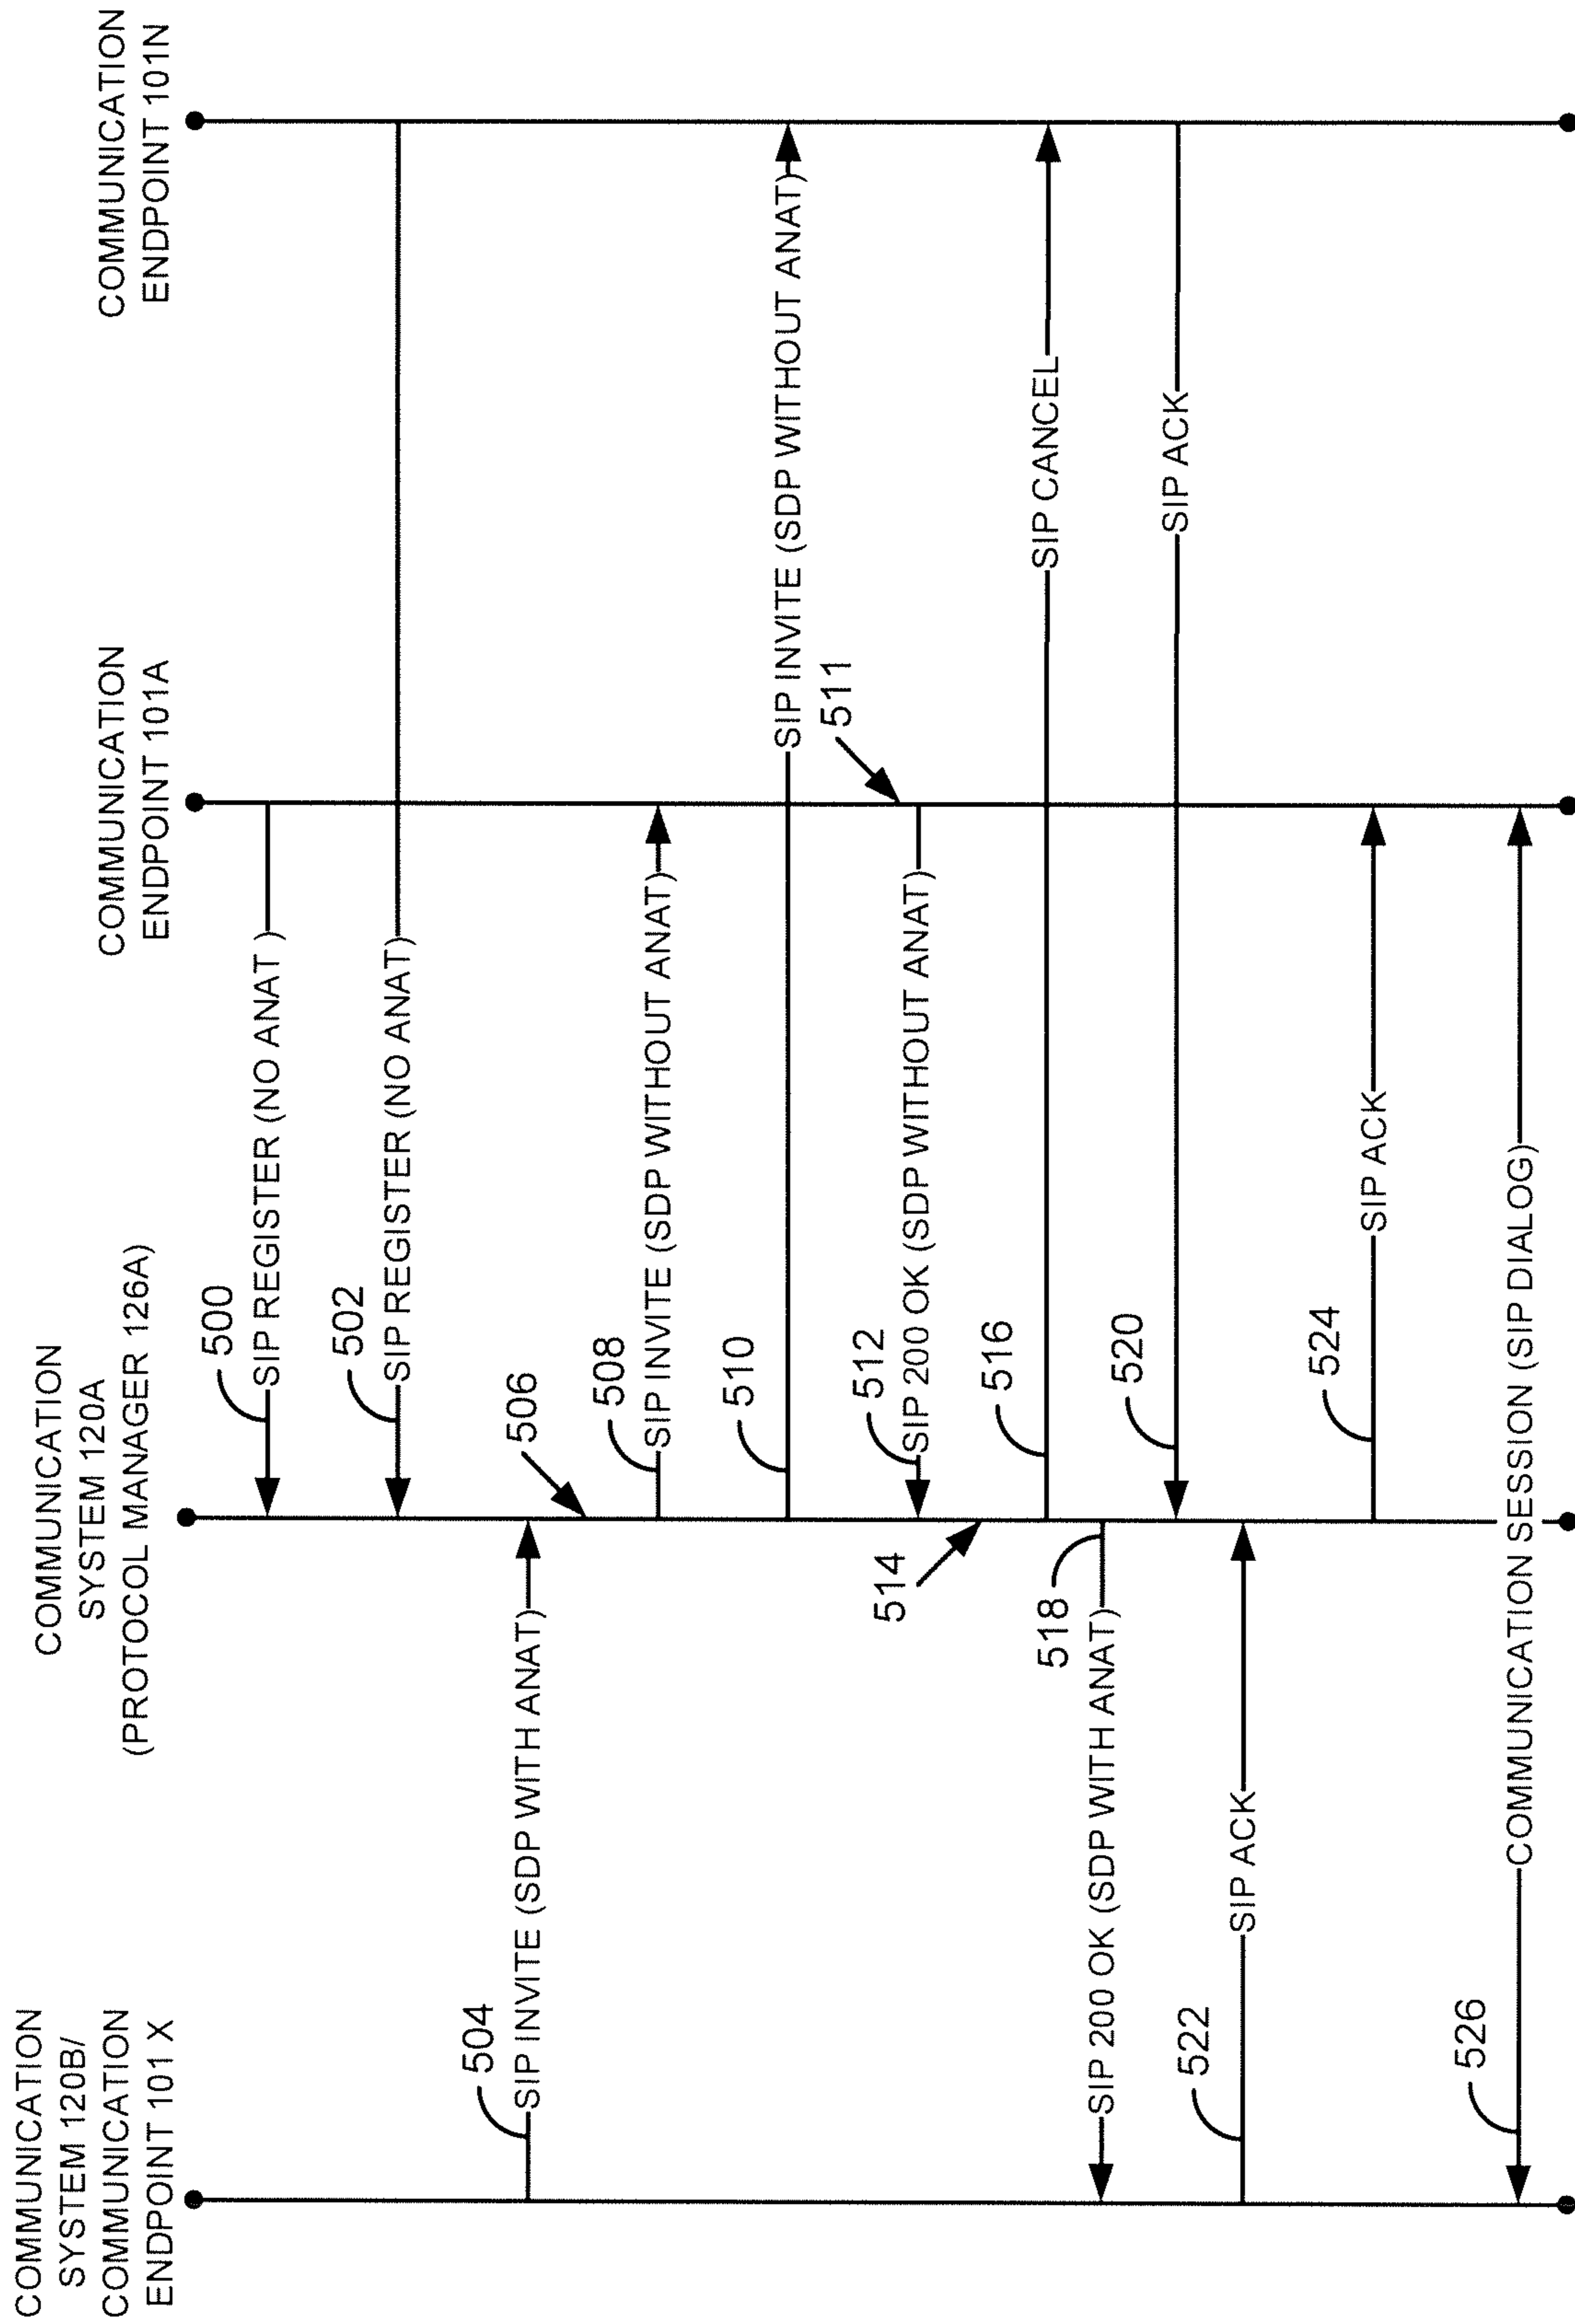 COMMUNICATION
SYSTEM 120B/
COMMUNICATION
ENDPOINT 101 X
COMMUNICATION
SYSTEM 120A
(PROTOCOL MANAGER 126A)
COMMUNICATION
ENDPOINT 101A
COMMUNICATION
ENDPOINT 101N
500
SIP REGISTER (NO ANAT )
502
SIP REGISTER (NO ANAT)
504
SIP INVITE (SDP WITH ANAT)
506
508
SIP INVITE (SDP WITHOUT ANAT)
510
SIP INVITE (SDP WITHOUT ANAT)
511
512
SIP 200 OK (SDP WITHOUT ANAT)
514
516
SIP CANCEL
518
SIP 200 OK (SDP WITH ANAT)
520
SIP ACK
522
SIP ACK
524
SIP ACK
526
COMMUNICATION SESSION (SIP DIALOG)